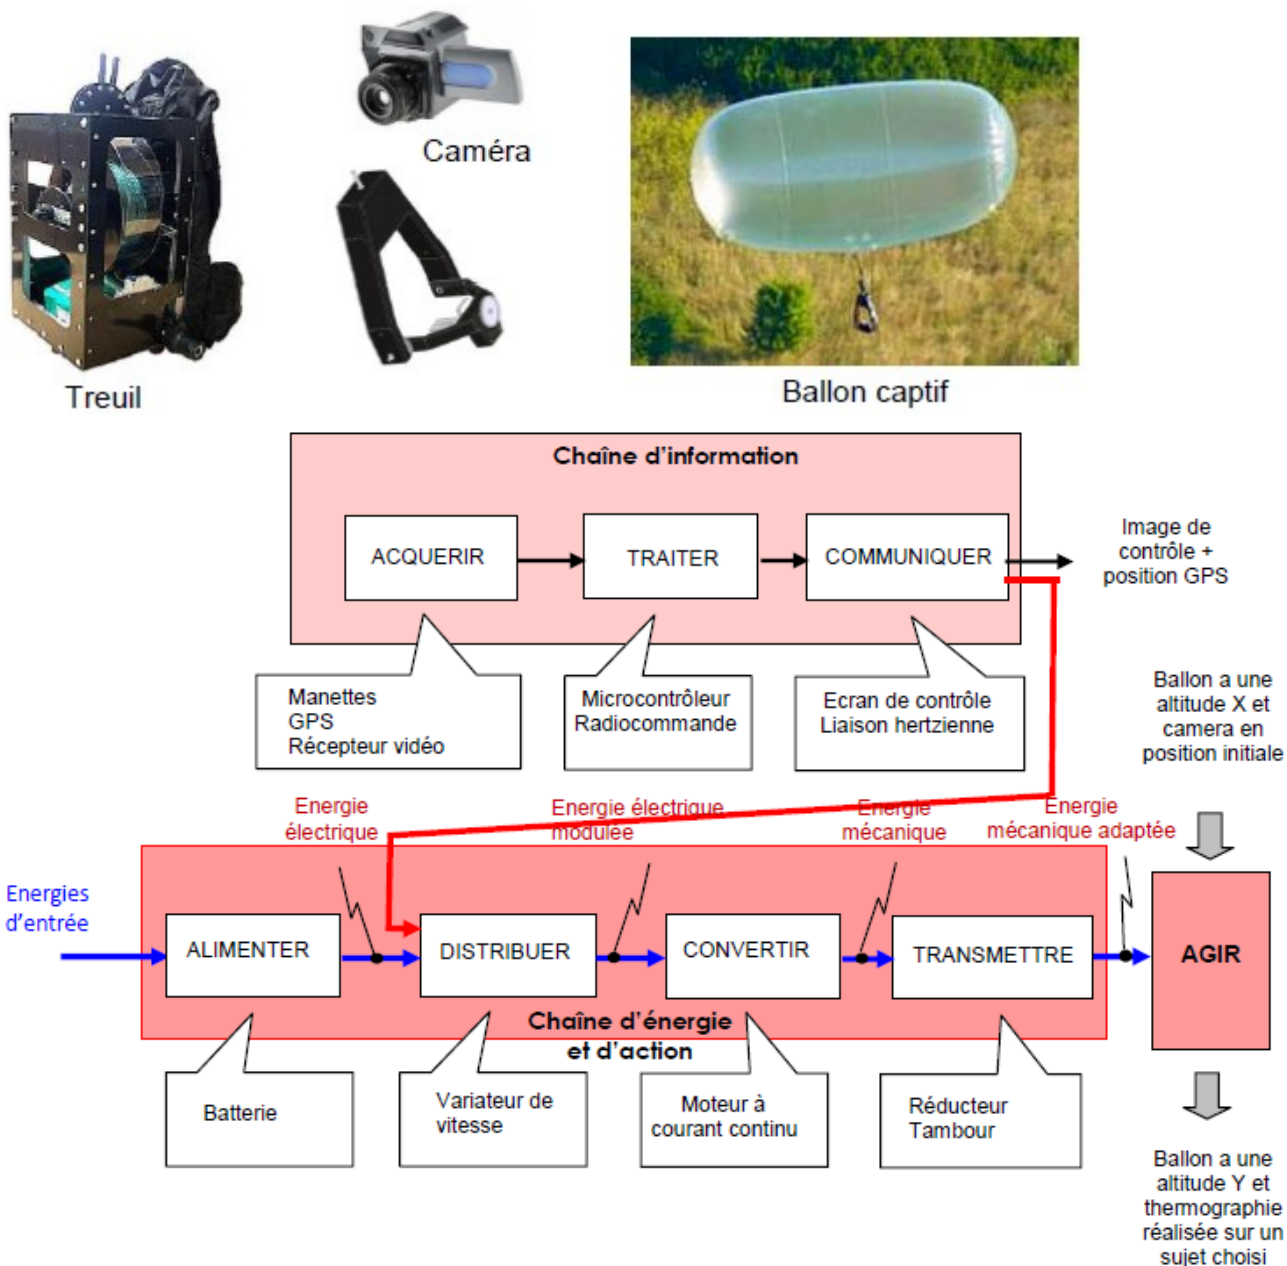 Caméra
Treuil
Ballon captif
Chaîne d'information
ACQUERIR
TRAITER
COMMUNIQUER
Image de
contrôle +
position GPS
Manettes
GPS
Récepteur vidéo
Microcontrôleur
Radiocommande
Ecran de contrôle
Liaison hertzienne
Ballon a une
altitude X et
camera en
position initiale
Energie
électrique
Energie électrique
modulée
Energie
mécanique
Energie
mécanique adaptée
Energies
d'entrée
ALIMENTER
DISTRIBUER
CONVERTIR
TRANSMETTRE
AGIR
Chaîne d'énergie
et d'action
Batterie
Variateur de
vitesse
Moteur à
courant continu
Réducteur
Tambour
Ballon a une
altitude Y et
thermographie
réalisée sur un
sujet choisi